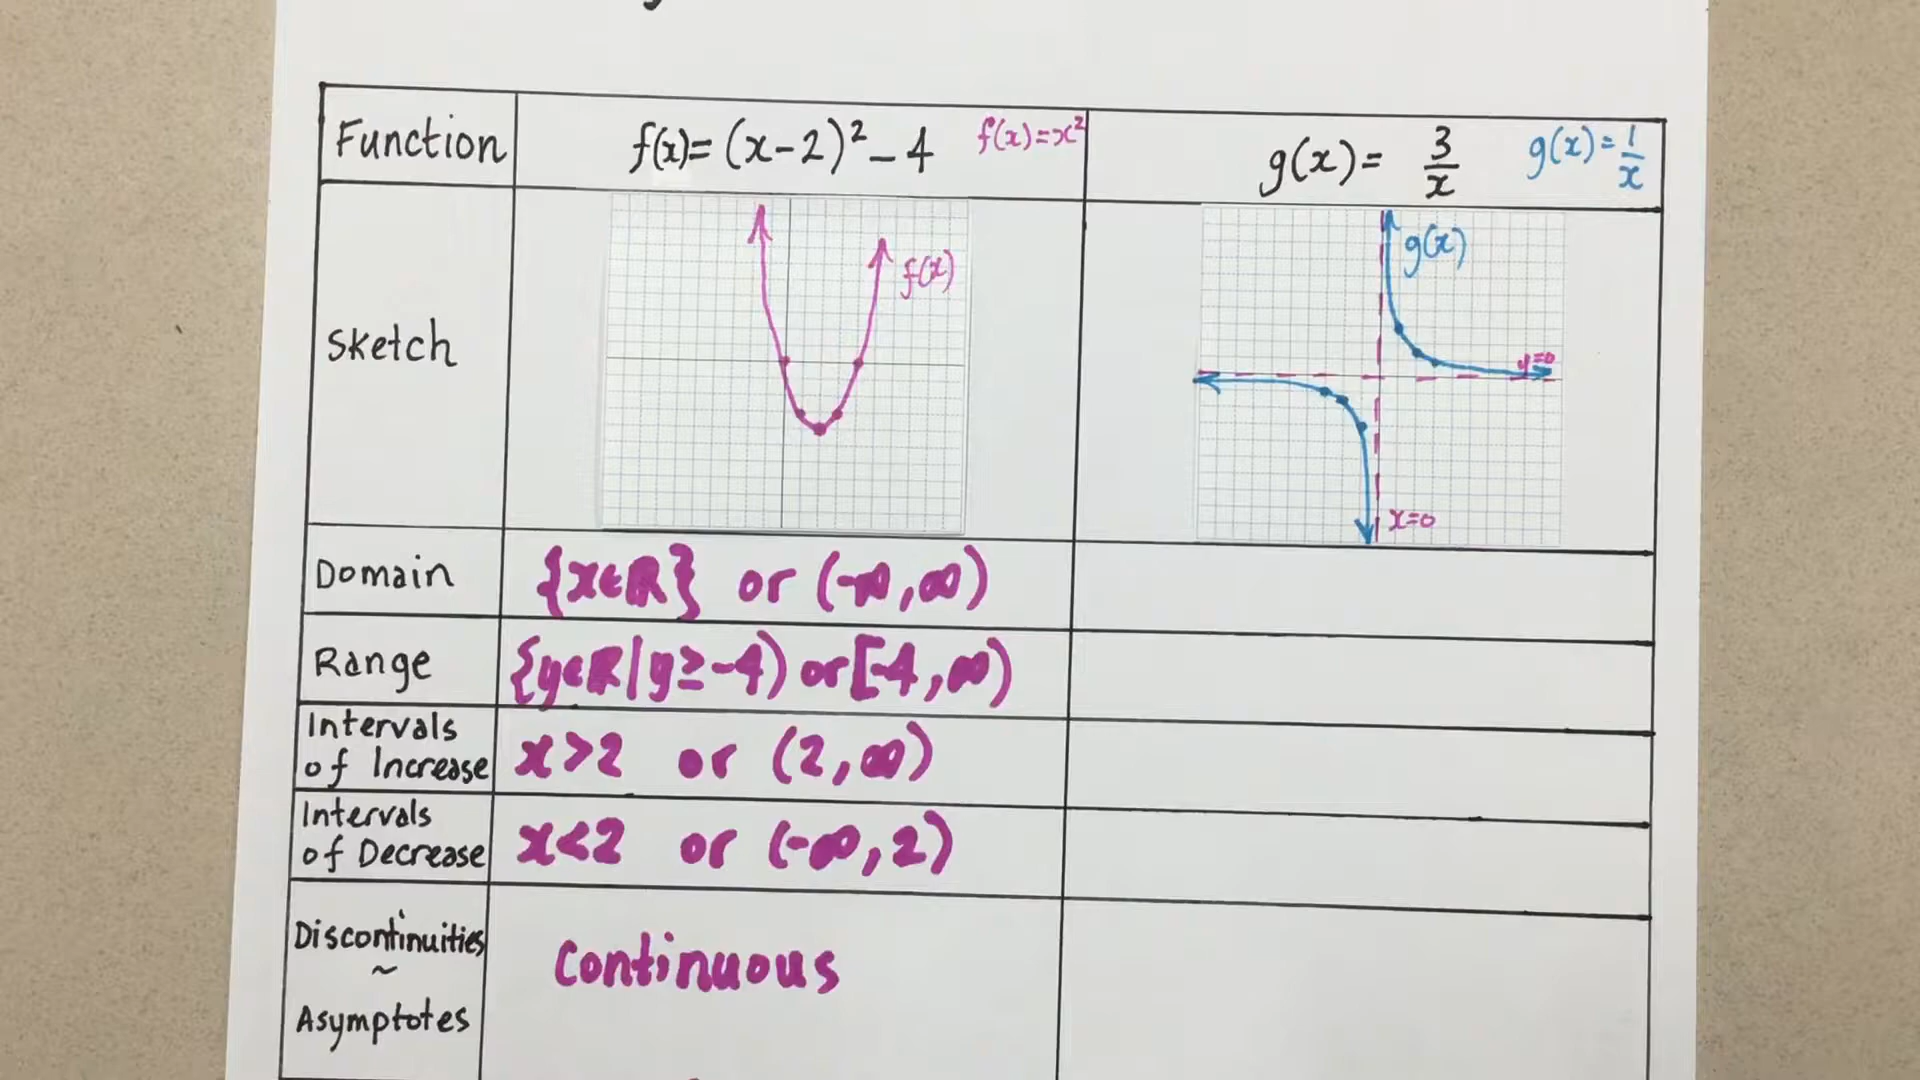 Function
f(x)= (x-2)² - 4
f(x)=x²
g(x)= 3/x
g(x)=1/x
Sketch
f(x)
g(x)
y=0
x=0
Domain
{x∈ℝ} or (-∞,∞)
Range
{y∈ℝ|y≥-4) or [-4,∞)
Intervals
of Increase
x>2 or (2,∞)
Intervals
of Decrease
x<2 or (-∞,2)
Discontinuities
~
Asymptotes
Continuous